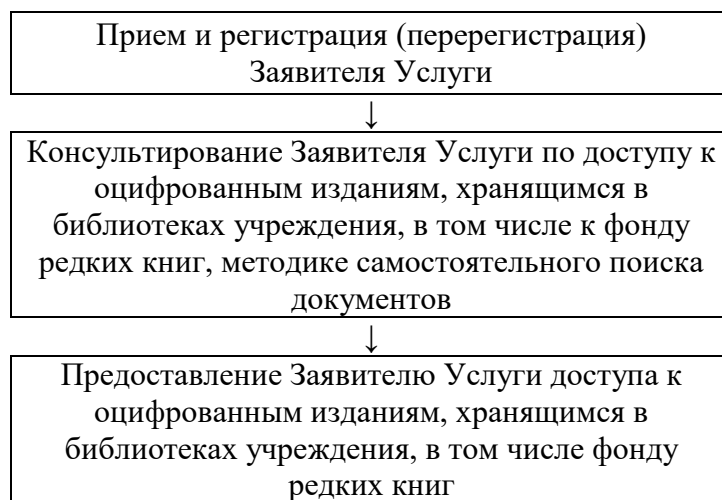 Прием и регистрация (перерегистрация)
Заявителя Услуги
↓
Консультирование Заявителя Услуги по доступу к
оцифрованным изданиям, хранящимся в
библиотеках учреждения, в том числе к фонду
редких книг, методике самостоятельного поиска
документов
↓
Предоставление Заявителю Услуги доступа к
оцифрованным изданиям, хранящимся в
библиотеках учреждения, в том числе фонду
редких книг